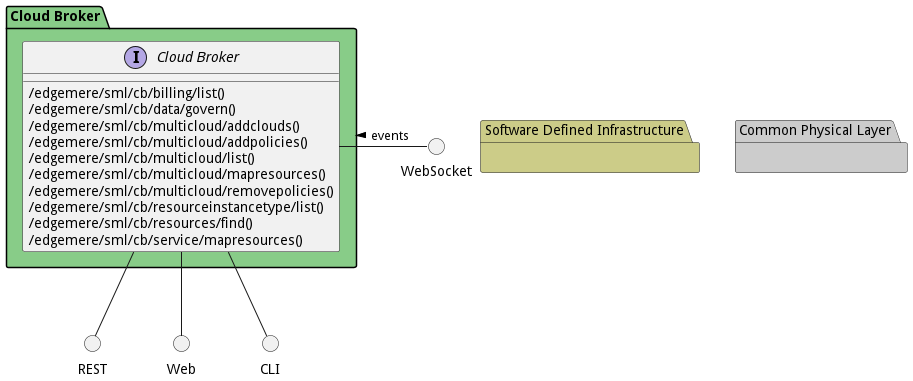 Cloud Broker
I Cloud Broker
/edgemere/sml/cb/billing/list()
/edgemere/sml/cb/data/govern()
/edgemere/sml/cb/multicloud/addclouds()
/edgemere/sml/cb/multicloud/addpolicies()
/edgemere/sml/cb/multicloud/list()
/edgemere/sml/cb/multicloud/mapresources()
/edgemere/sml/cb/multicloud/removepolicies()
/edgemere/sml/cb/resourceinstancetype/list()
/edgemere/sml/cb/resources/find()
/edgemere/sml/cb/service/mapresources()
events
WebSocket
Software Defined Infrastructure
Common Physical Layer
REST
Web
CLI